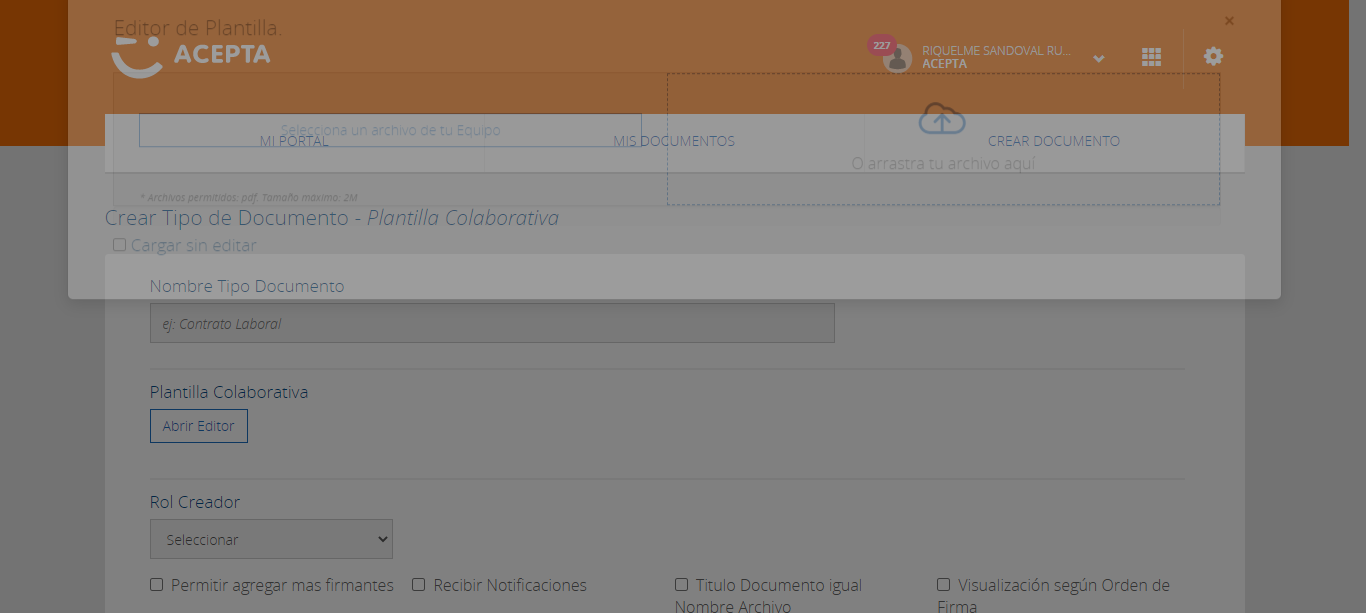 Editor de Plantilla.
×
ACEPTA
227
RIQUELME SANDOVAL RU...
ACEPTA
Selecciona un archivo de tu Equipo
MI PORTAL
MIS DOCUMENTOS
CREAR DOCUMENTO
O arrastra tu archivo aquí
* Archivos permitidos: pdf. Tamaño máximo: 2M
Crear Tipo de Documento - Plantilla Colaborativa
Cargar sin editar
Nombre Tipo Documento
ej: Contrato Laboral
Plantilla Colaborativa
Abrir Editor
Rol Creador
Seleccionar
Permitir agregar mas firmantes
Recibir Notificaciones
Titulo Documento igual
Nombre Archivo
Visualización según Orden de
Firma